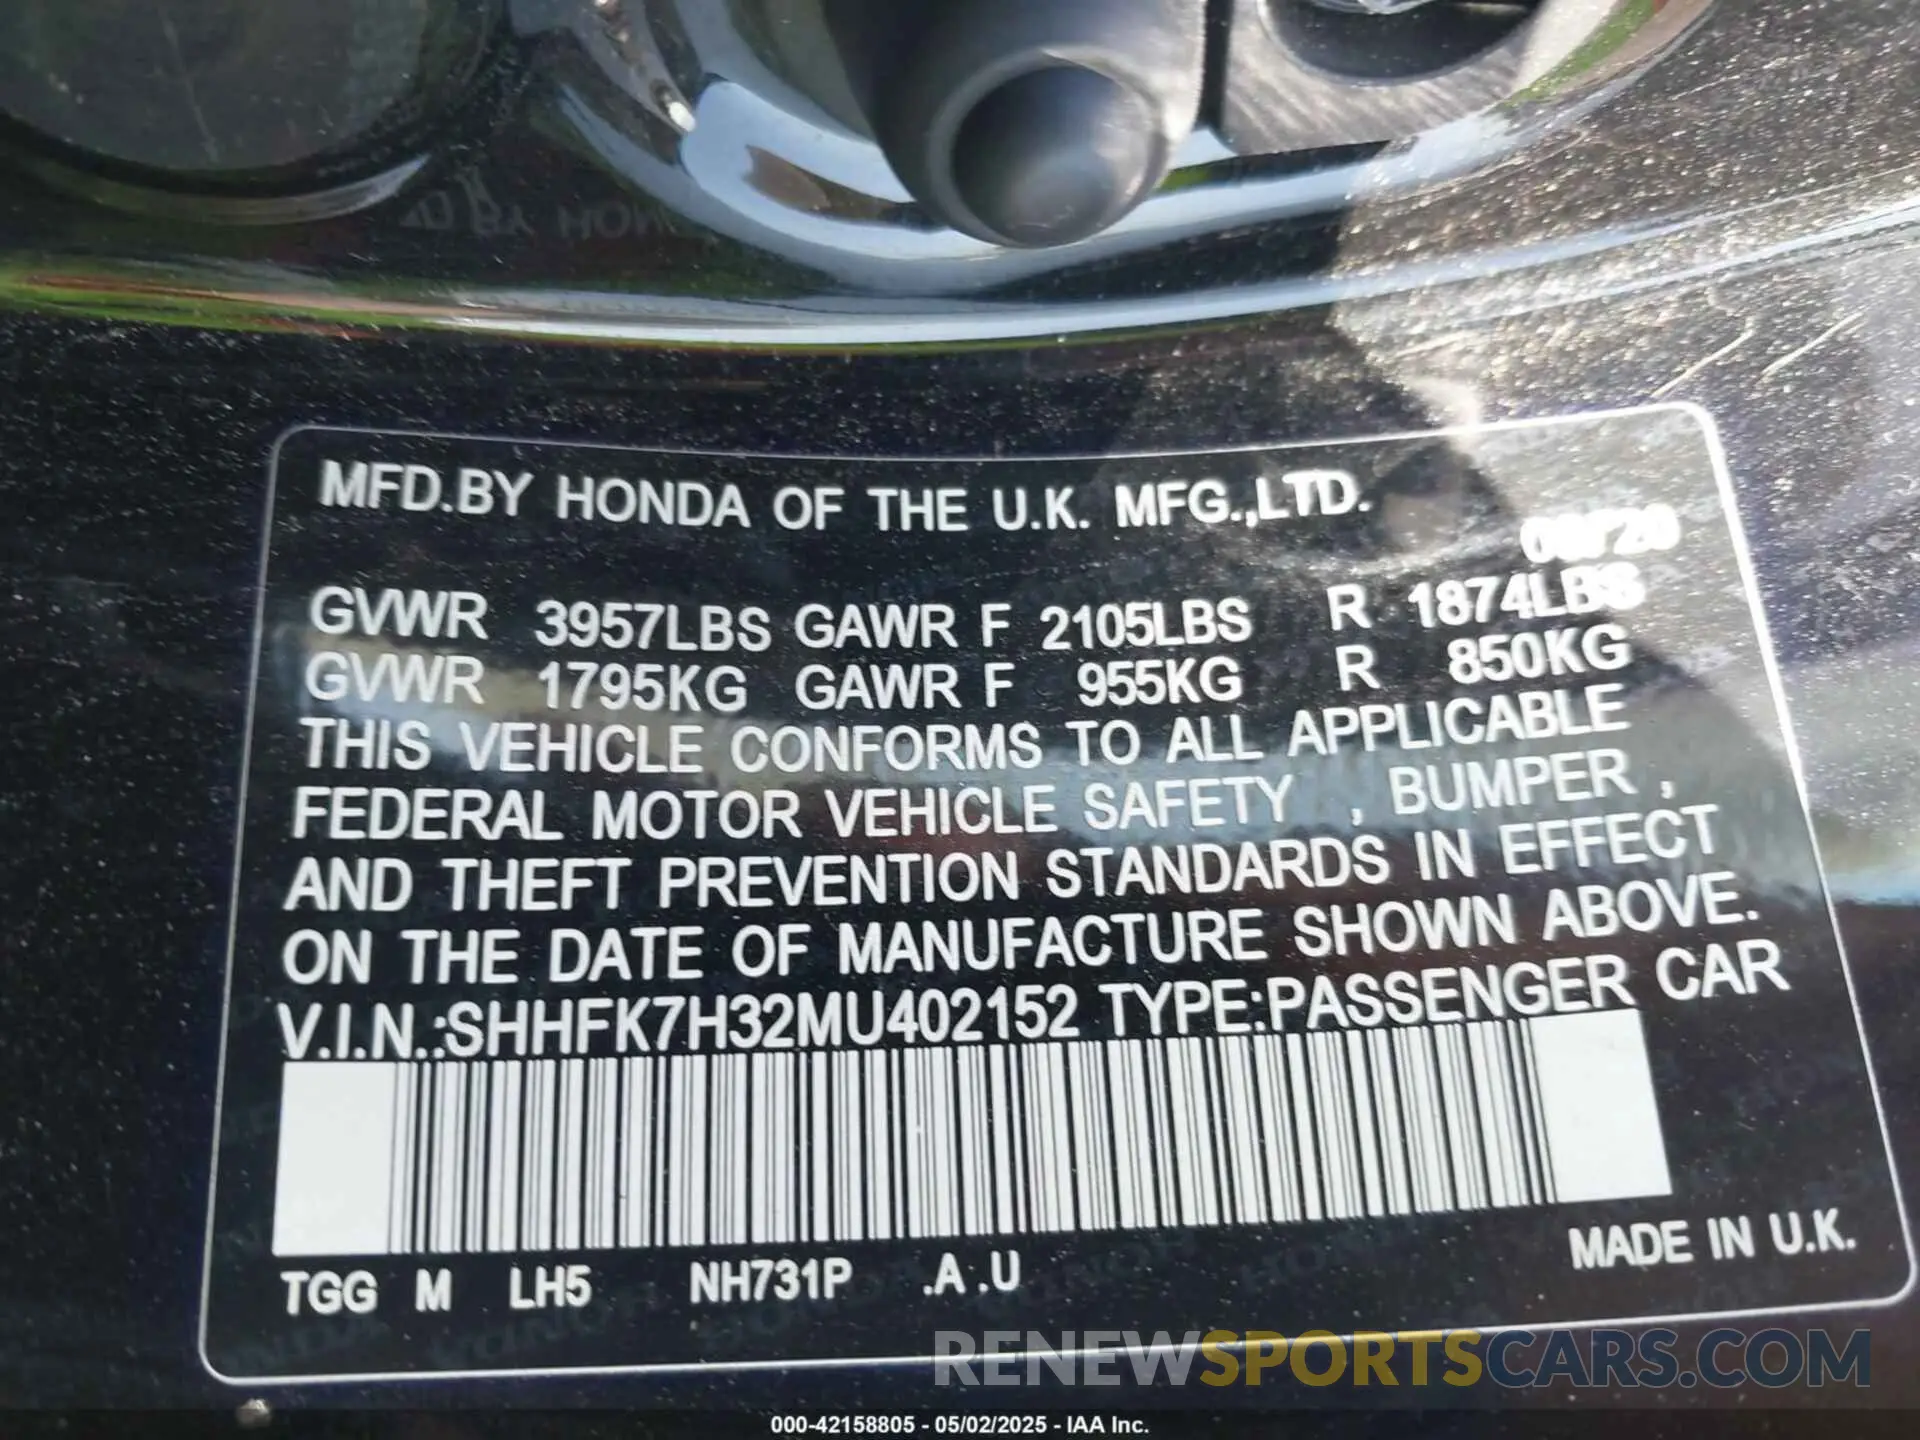 MFD.BY HONDA OF THE U.K. MFG.,LTD.
GVWR 3957LBS GAWR F 2105LBS R 1874LBS
GVWR 1795KG GAWR F 955KG R 850KG
THIS VEHICLE CONFORMS TO ALL APPLICABLE
FEDERAL MOTOR VEHICLE SAFETY , BUMPER ,
AND THEFT PREVENTION STANDARDS IN EFFECT
ON THE DATE OF MANUFACTURE SHOWN ABOVE.
V.I.N.:SHHFK7H32MU402152 TYPE:PASSENGER CAR
TGG M LH5 NH731P .A .U
MADE IN U.K.
RENEWSPORTSCARS.COM
000-42158805 - 05/02/2025 - IAA Inc.